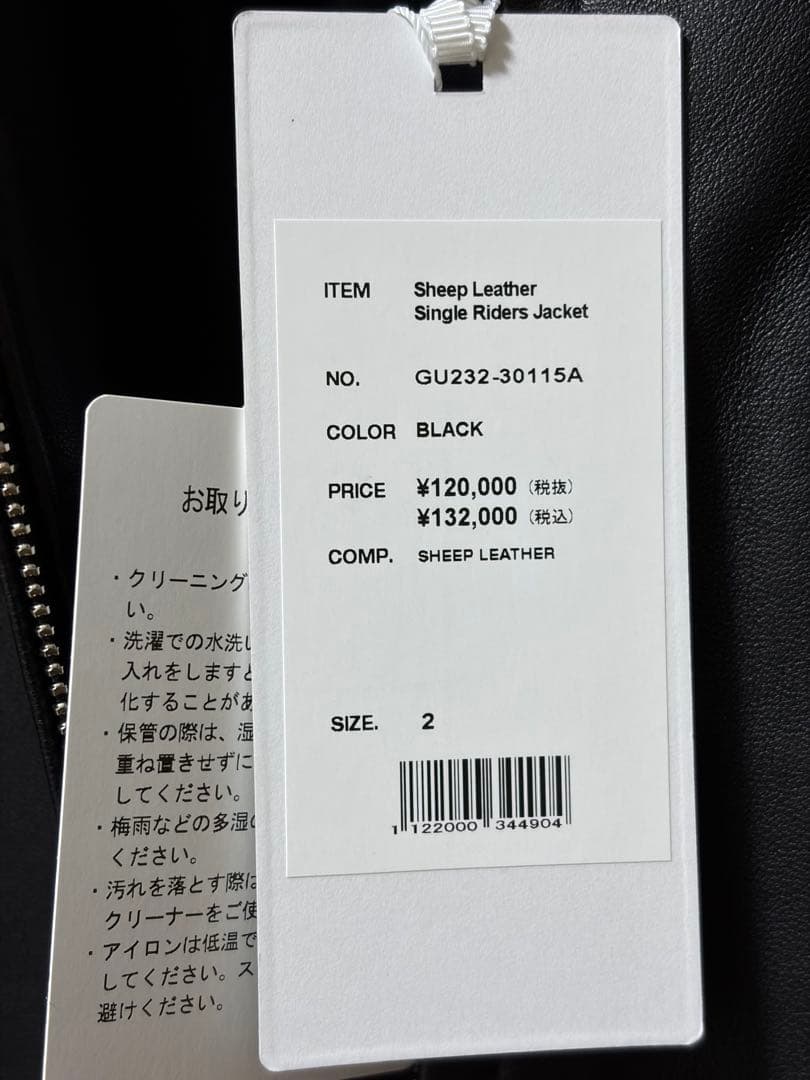 ITEM Sheep Leather
Single Riders Jacket
NO. GU232-30115A
COLOR BLACK
PRICE ¥120,000 (税抜)
¥132,000 (税込)
COMP. SHEEP LEATHER
SIZE. 2
1 122000 344904
お取り
・クリーニング
い。
・洗濯での水洗い
入れをしますと
化することがあ
・保管の際は、湿
重ね置きせずに
してください。
・梅雨などの多湿の
ください。
・汚れを落とす際は
クリーナーをご使
・アイロンは低温で
してください。ス
避けください。